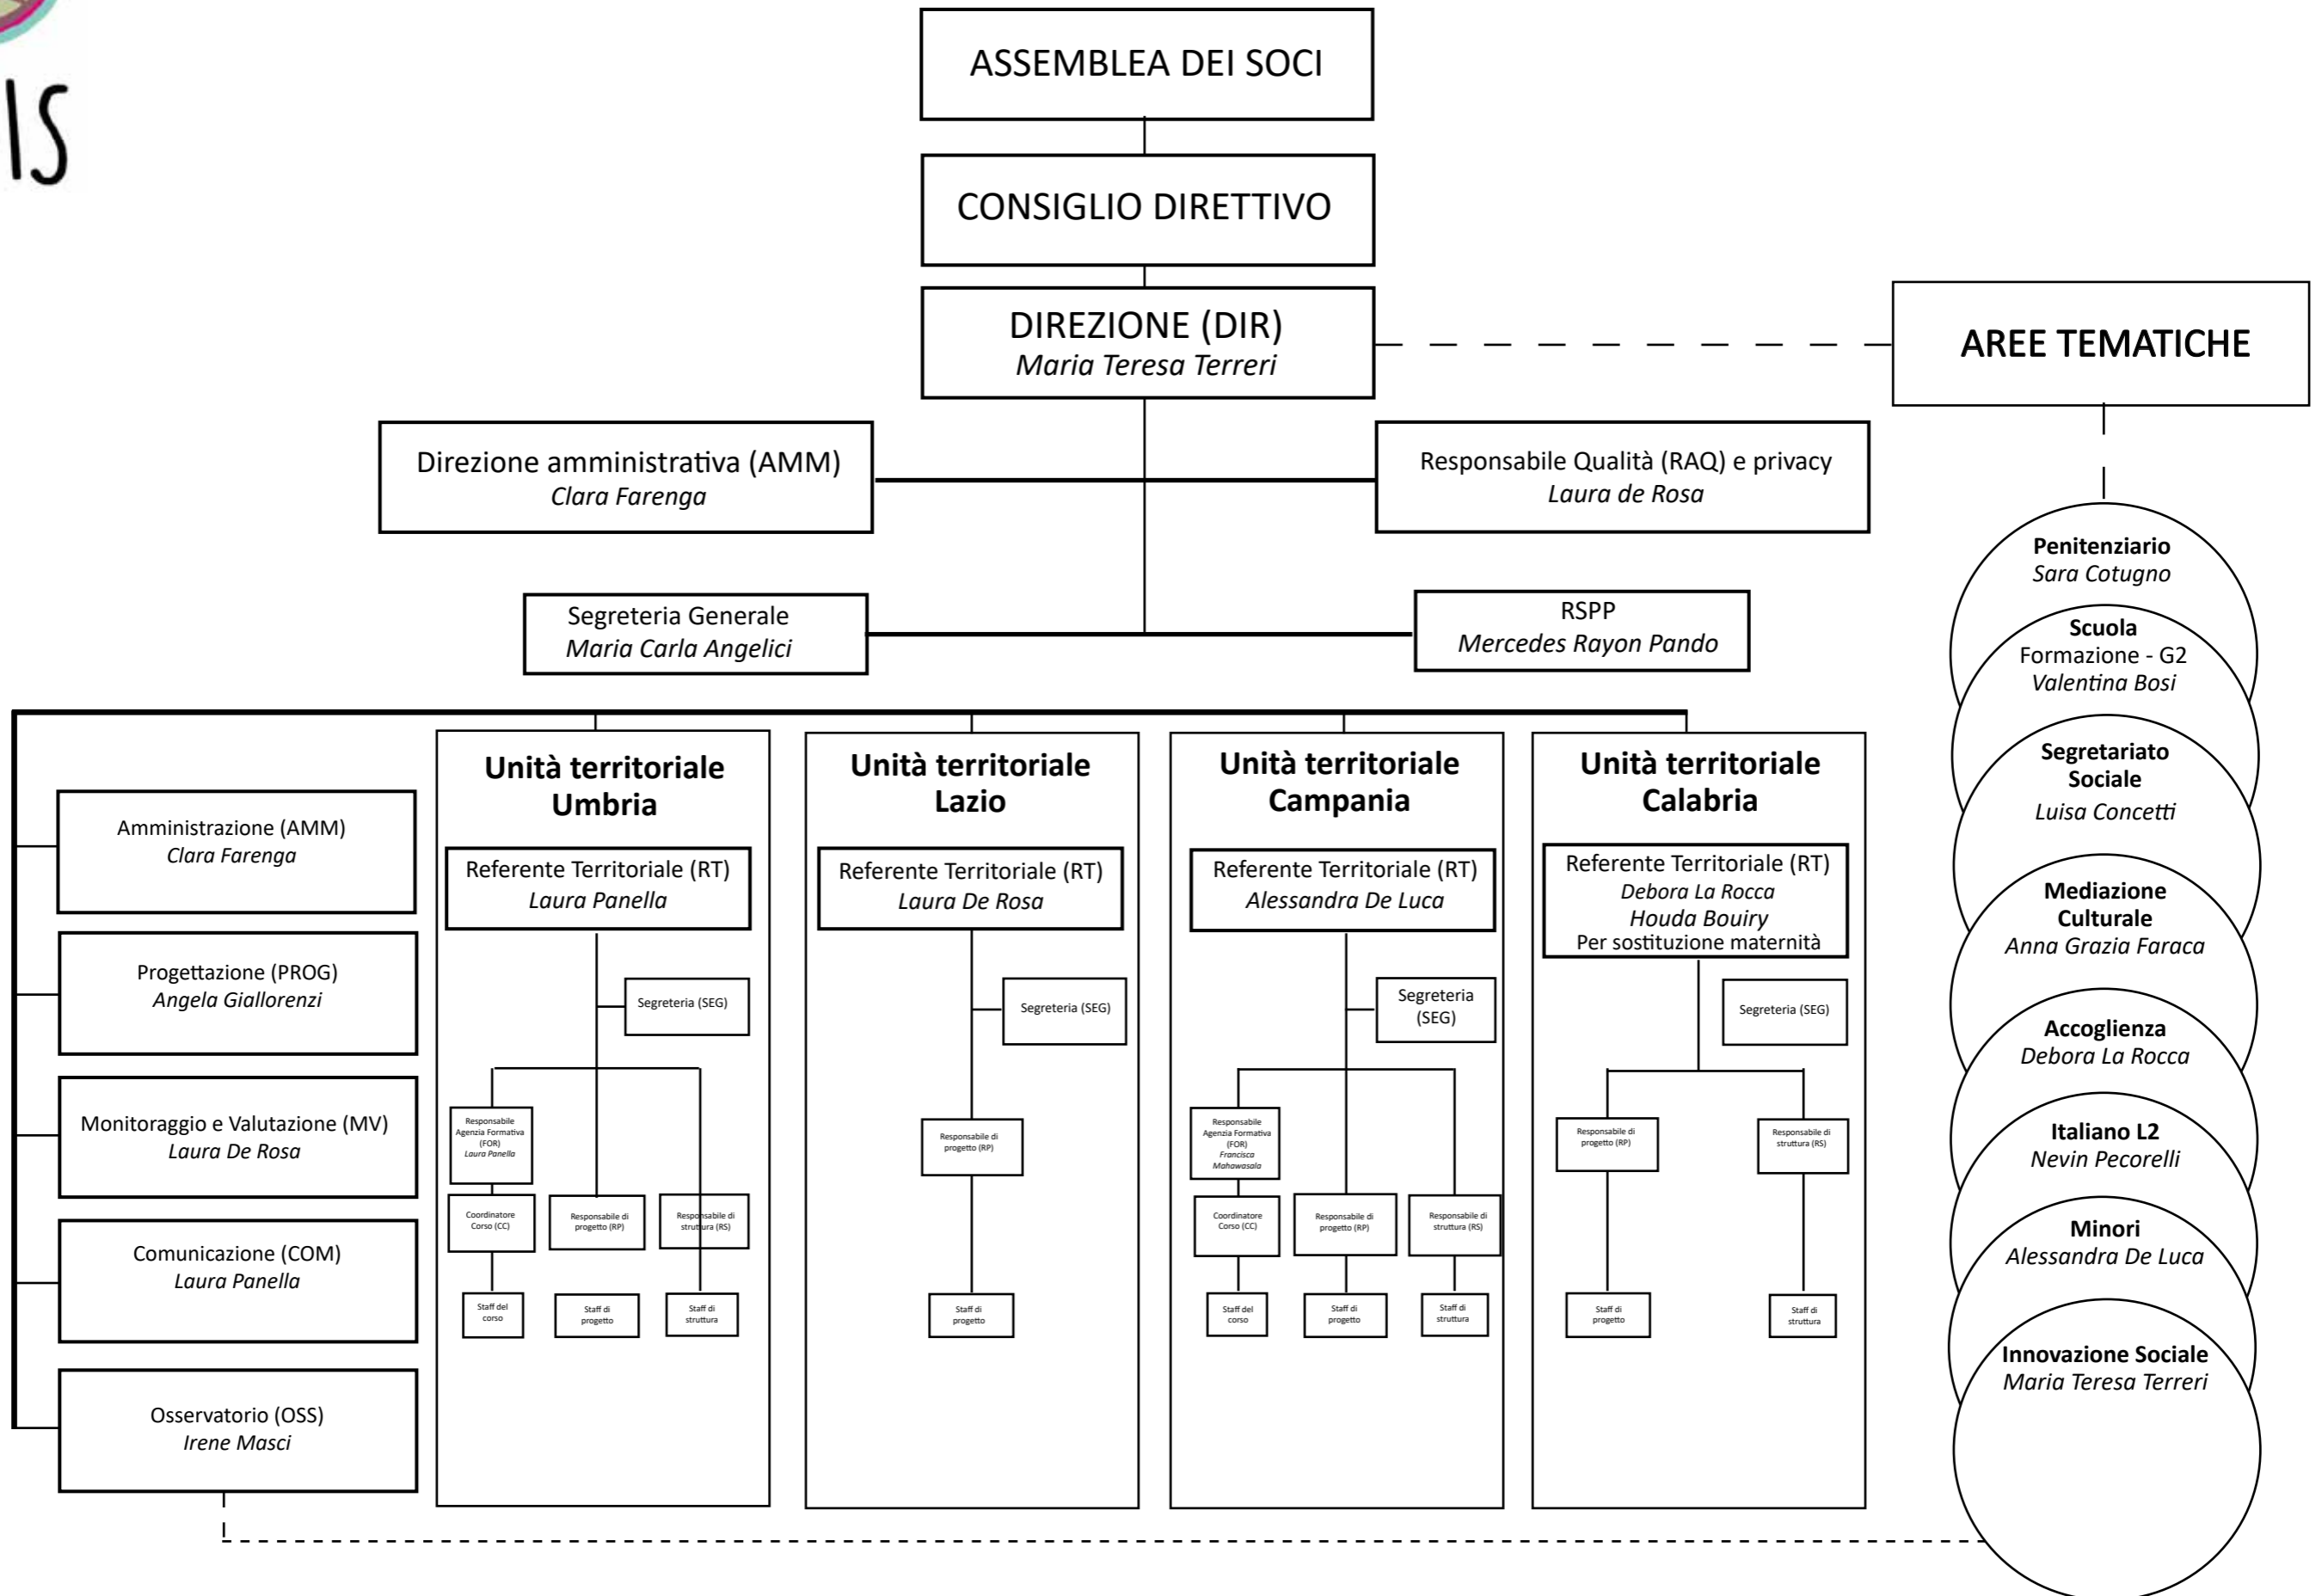 IS
ASSEMBLEA DEI SOCI
CONSIGLIO DIRETTIVO
DIREZIONE (DIR)
Maria Teresa Terreri
AREE TEMATICHE
Direzione amministrativa (AMM)
Clara Farenga
Responsabile Qualità (RAQ) e privacy
Laura de Rosa
Segreteria Generale
Maria Carla Angelici
RSPP
Mercedes Rayon Pando
Amministrazione (AMM)
Clara Farenga
Progettazione (PROG)
Angela Giallorenzi
Monitoraggio e Valutazione (MV)
Laura De Rosa
Comunicazione (COM)
Laura Panella
Osservatorio (OSS)
Irene Masci
Unità territoriale
Umbria
Referente Territoriale (RT)
Laura Panella
Segreteria (SEG)
Responsabile
Agenzia Formativa
(FOR)
Laura Panella
Coordinatore
Corso (CC)
Responsabile di
progetto (RP)
Responsabile di
struttura (RS)
Staff del
corso
Staff di
progetto
Staff di
struttura
Unità territoriale
Lazio
Referente Territoriale (RT)
Laura De Rosa
Segreteria (SEG)
Responsabile di
progetto (RP)
Staff di
progetto
Unità territoriale
Campania
Referente Territoriale (RT)
Alessandra De Luca
Segreteria
(SEG)
Responsabile
Agenzia Formativa
(FOR)
Francisca
Mahawasala
Coordinatore
Corso (CC)
Responsabile di
progetto (RP)
Responsabile di
struttura (RS)
Staff del
corso
Staff di
progetto
Staff di
struttura
Unità territoriale
Calabria
Referente Territoriale (RT)
Debora La Rocca
Houda Bouiry
Per sostituzione maternità
Segreteria (SEG)
Responsabile di
progetto (RP)
Responsabile di
struttura (RS)
Staff di
progetto
Staff di
struttura
Penitenziario
Sara Cotugno
Scuola
Formazione - G2
Valentina Bosi
Segretariato
Sociale
Luisa Concetti
Mediazione
Culturale
Anna Grazia Faraca
Accoglienza
Debora La Rocca
Italiano L2
Nevin Pecorelli
Minori
Alessandra De Luca
Innovazione Sociale
Maria Teresa Terreri